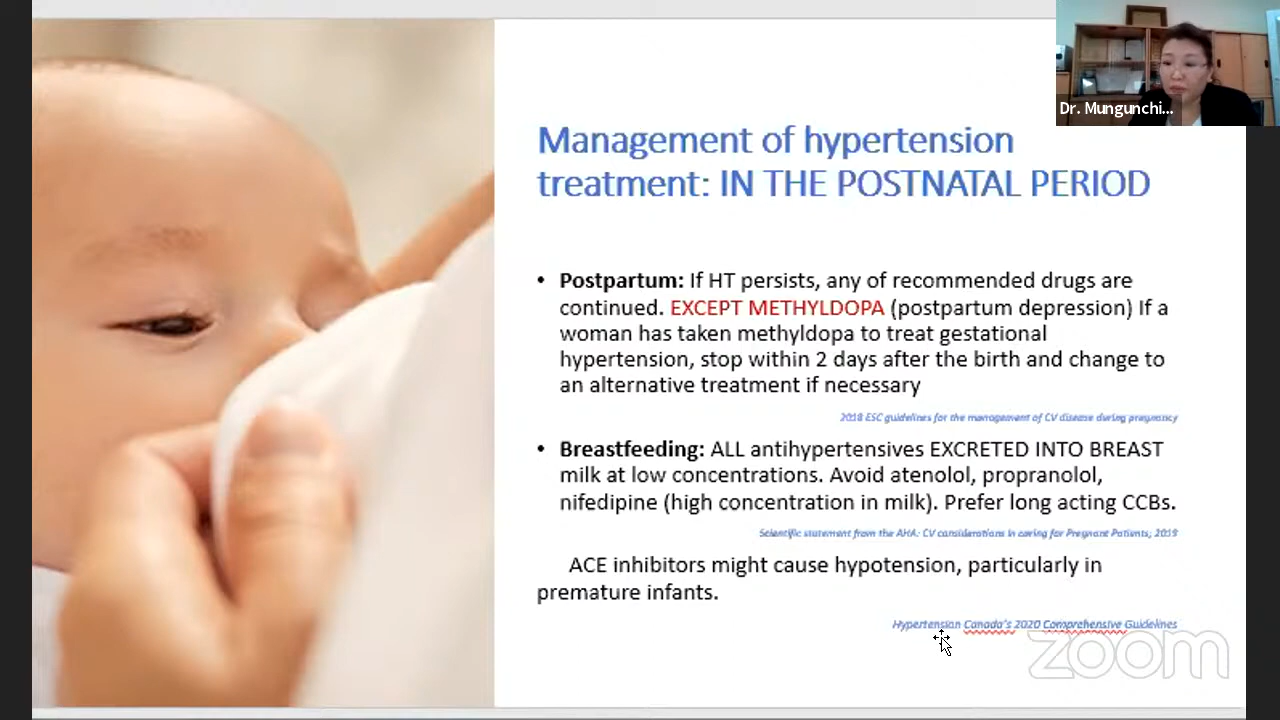 Dr. Mungunchi...
Management of hypertension
treatment: IN THE POSTNATAL PERIOD
• Postpartum: If HT persists, any of recommended drugs are
continued. EXCEPT METHYLDOPA (postpartum depression) If a
woman has taken methyldopa to treat gestational
hypertension, stop within 2 days after the birth and change to
an alternative treatment if necessary
2018 ESC guidelines for the management of CV disease during pregnancy
• Breastfeeding: ALL antihypertensives EXCRETED INTO BREAST
milk at low concentrations. Avoid atenolol, propranolol,
nifedipine (high concentration in milk). Prefer long acting CCBs.
Scientific statement from the AHA: CV considerations in caring for Pregnant Patients; 2019
ACE inhibitors might cause hypotension, particularly in
premature infants.
Hypertension Canada's 2020 Comprehensive Guidelines
zoom